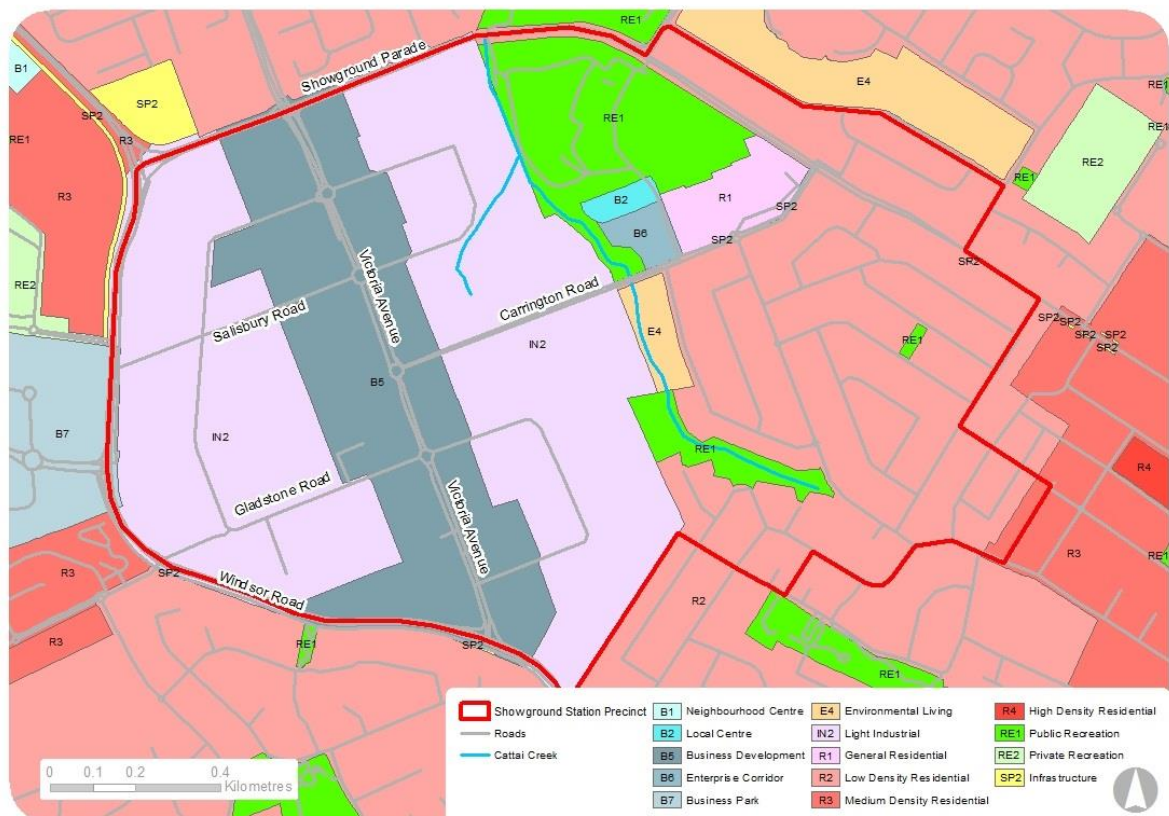 RE1
E4
Showground Parade
B1
SP2
SP2
RE1
RE1
R3
RE1
RE1
RE2
R3
RE1
B2
R1
SP2
B6
SP2
Victoria Avenue
SP2
RE2
Carrington Road
Salisbury Road
E4
SP2
SP2
SP2
SP2
IN2
RE1
B5
B7
IN2
RE1
R4
Gladstone Road
Victoria Avenue
R3
RE1
R3
SP2
Windsor Road
R2
R3
RE1
SP2
RE1
Showground Station Precinct
Roads
Cattai Creek
B1 Neighbourhood Centre
B2 Local Centre
B5 Business Development
B6 Enterprise Corridor
B7 Business Park
E4 Environmental Living
IN2 Light Industrial
R1 General Residential
R2 Low Density Residential
R3 Medium Density Residential
R4 High Density Residential
RE1 Public Recreation
RE2 Private Recreation
SP2 Infrastructure
0 0.1 0.2 0.4
Kilometres